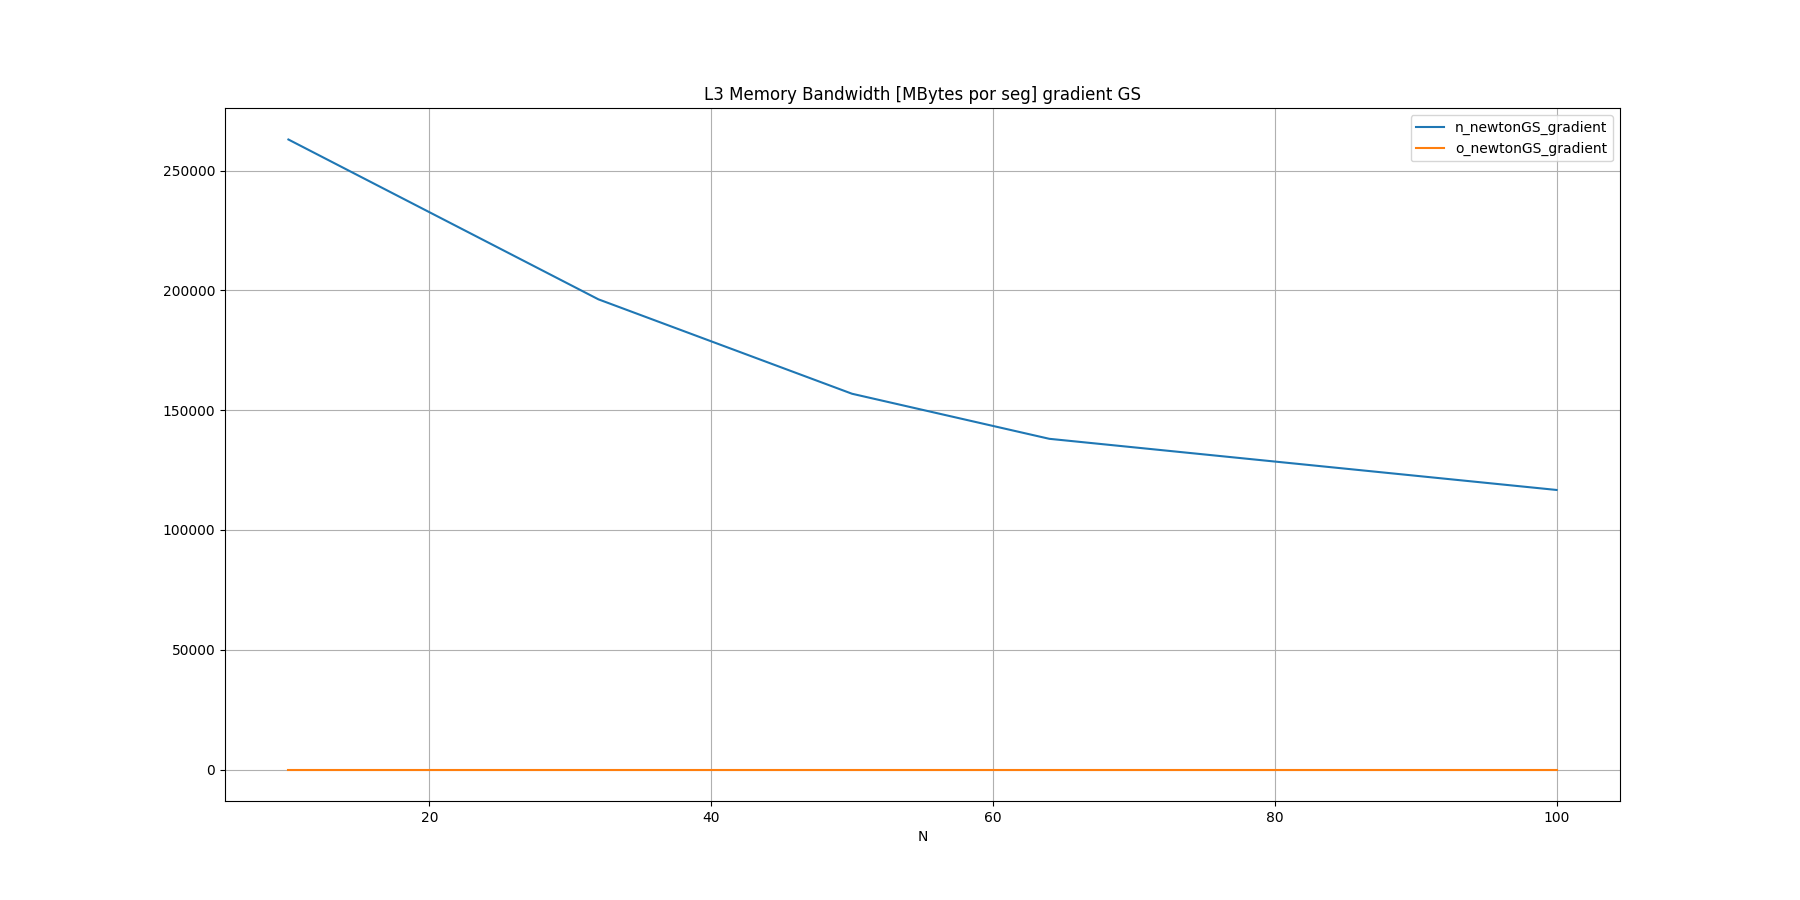 L3 Memory Bandwidth [MBytes por seg] gradient GS
n_newtonGS_gradient
o_newtonGS_gradient
250000
200000
150000
100000
50000
0
20 40 60 80 100
N